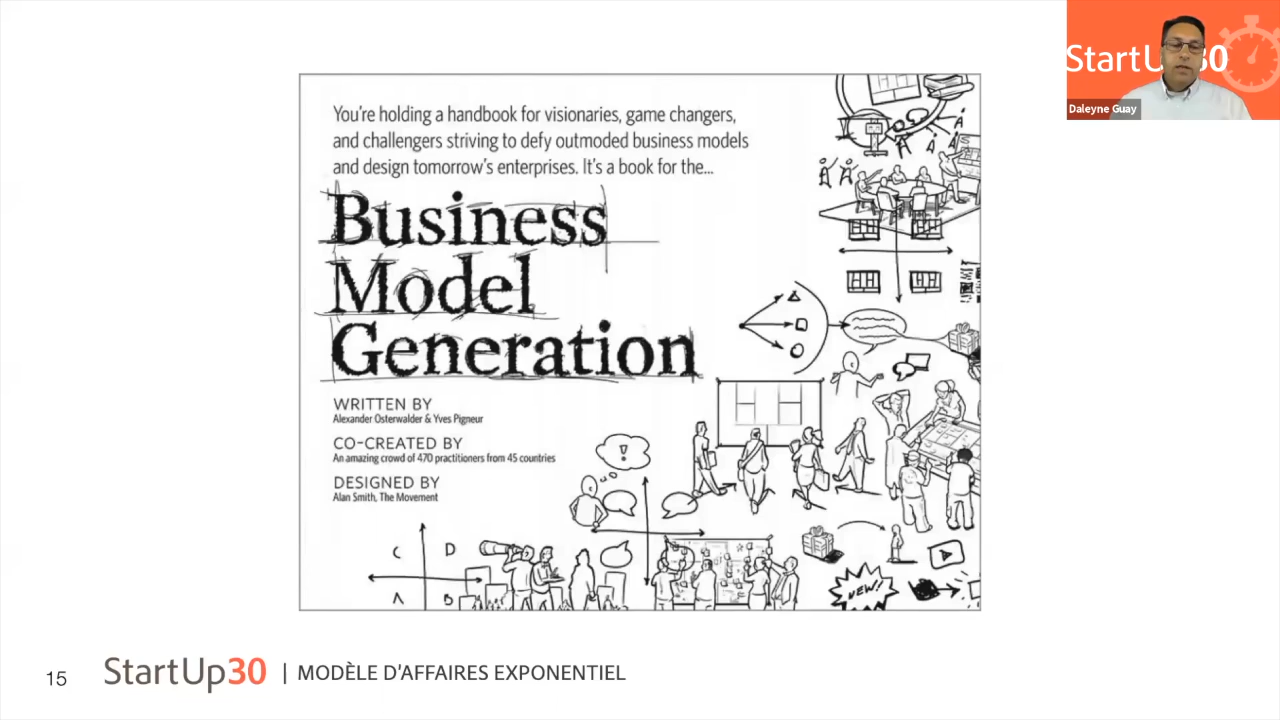 StartUp30
Daleyne Guay
You're holding a handbook for visionaries, game changers,
and challengers striving to defy outmoded business models
and design tomorrow's enterprises. It's a book for the...
Business
Model
Generation
WRITTEN BY
Alexander Osterwalder & Yves Pigneur
CO-CREATED BY
An amazing crowd of 470 practitioners from 45 countries
DESIGNED BY
Alan Smith, The Movement
C D
A B
NEW!
15 StartUp30 | MODÈLE D'AFFAIRES EXPONENTIEL